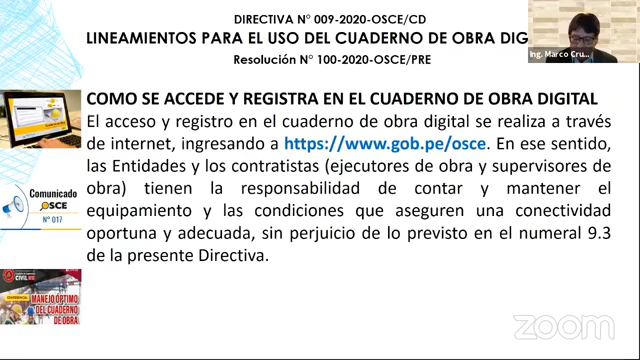 DIRECTIVA N° 009-2020-OSCE/CD
LINEAMIENTOS PARA EL USO DEL CUADERNO DE OBRA DIG
Resolución N° 100-2020-OSCE/PRE
Ing. Marco Cru...
COMO SE ACCEDE Y REGISTRA EN EL CUADERNO DE OBRA DIGITAL
El acceso y registro en el cuaderno de obra digital se realiza a través
de internet, ingresando a https://www.gob.pe/osce. En ese sentido,
las Entidades y los contratistas (ejecutores de obra y supervisores de
obra) tienen la responsabilidad de contar y mantener el
equipamiento y las condiciones que aseguren una conectividad
oportuna y adecuada, sin perjuicio de lo previsto en el numeral 9.3
de la presente Directiva.
Comunicado
OSCE
N° 017
CIVIL
MANEJO ÓPTIMO
DEL CUADERNO
DE OBRA
zoom